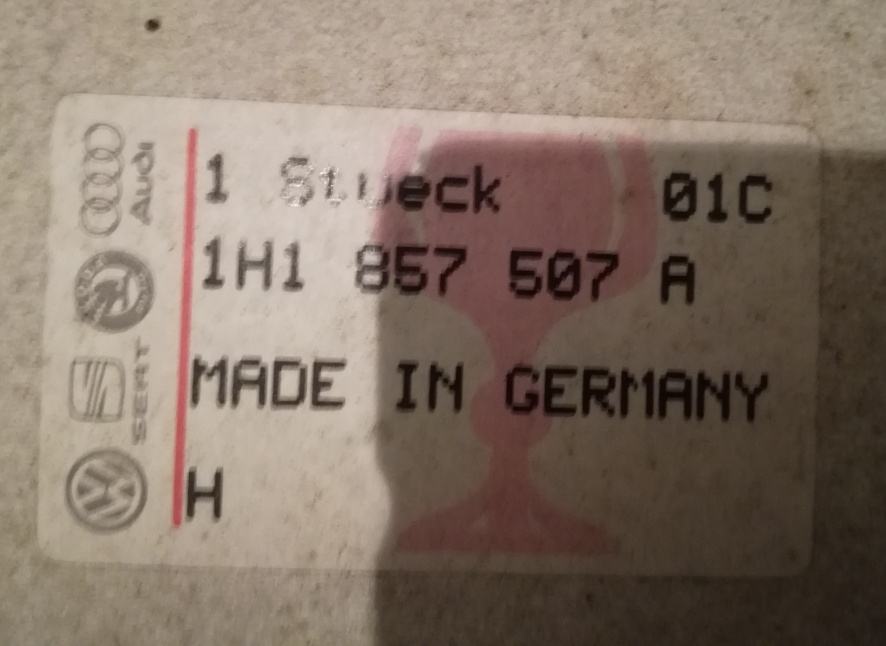 1 Stueck 01C
1H1 857 507 A
MADE IN GERMANY
H
Audi
SEAT